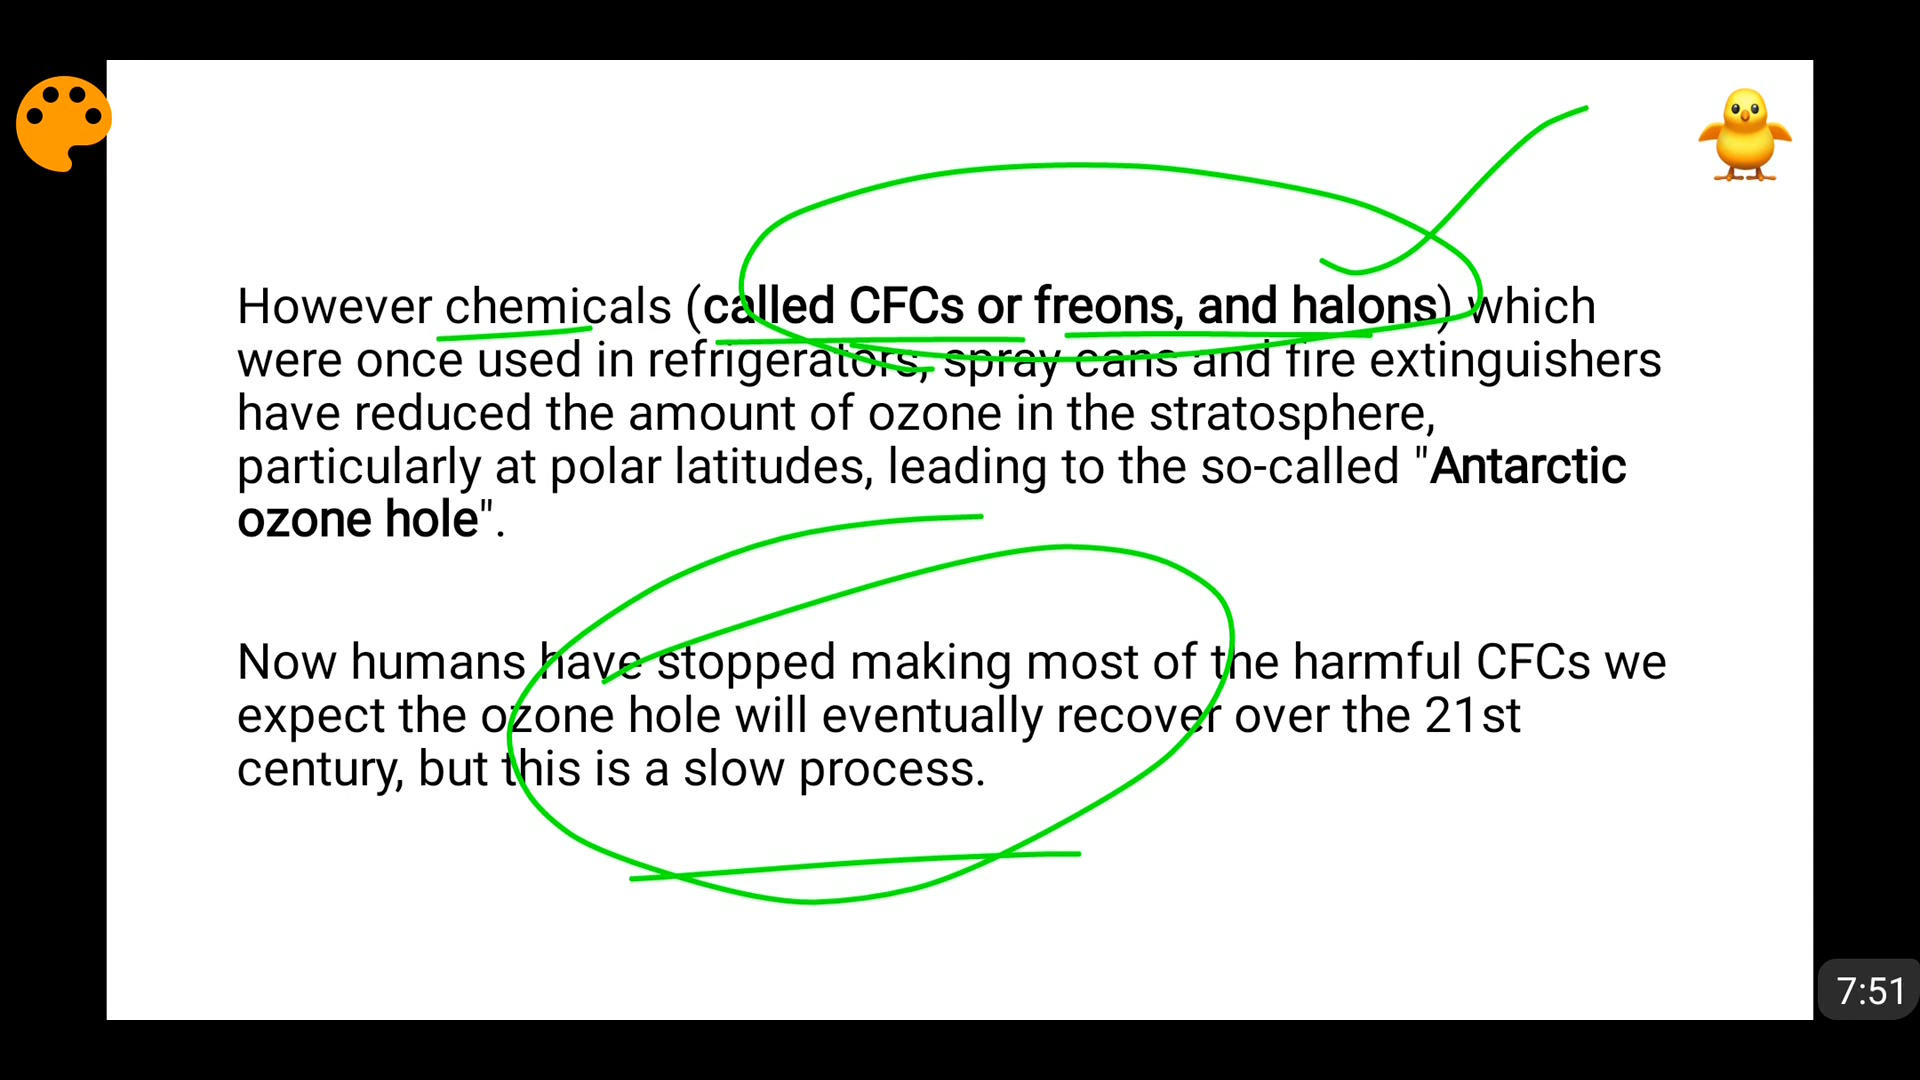 However chemicals (called CFCs or freons, and halons) which
were once used in refrigerators, spray cans and fire extinguishers
have reduced the amount of ozone in the stratosphere,
particularly at polar latitudes, leading to the so-called "Antarctic
ozone hole".
Now humans have stopped making most of the harmful CFCs we
expect the ozone hole will eventually recover over the 21st
century, but this is a slow process.
7:51